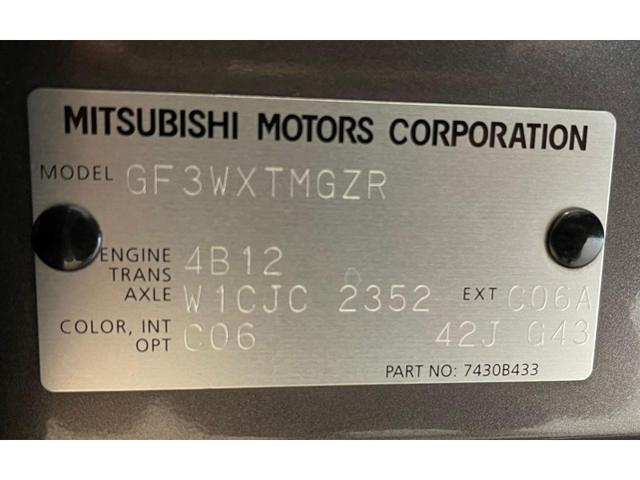 MITSUBISHI MOTORS CORPORATION
MODEL GF3WXTMGZR
ENGINE 4B12
TRANS
AXLE W1CJC 2352 EXT C06A
COLOR, INT C06 42J G43
OPT
PART NO: 7430B433